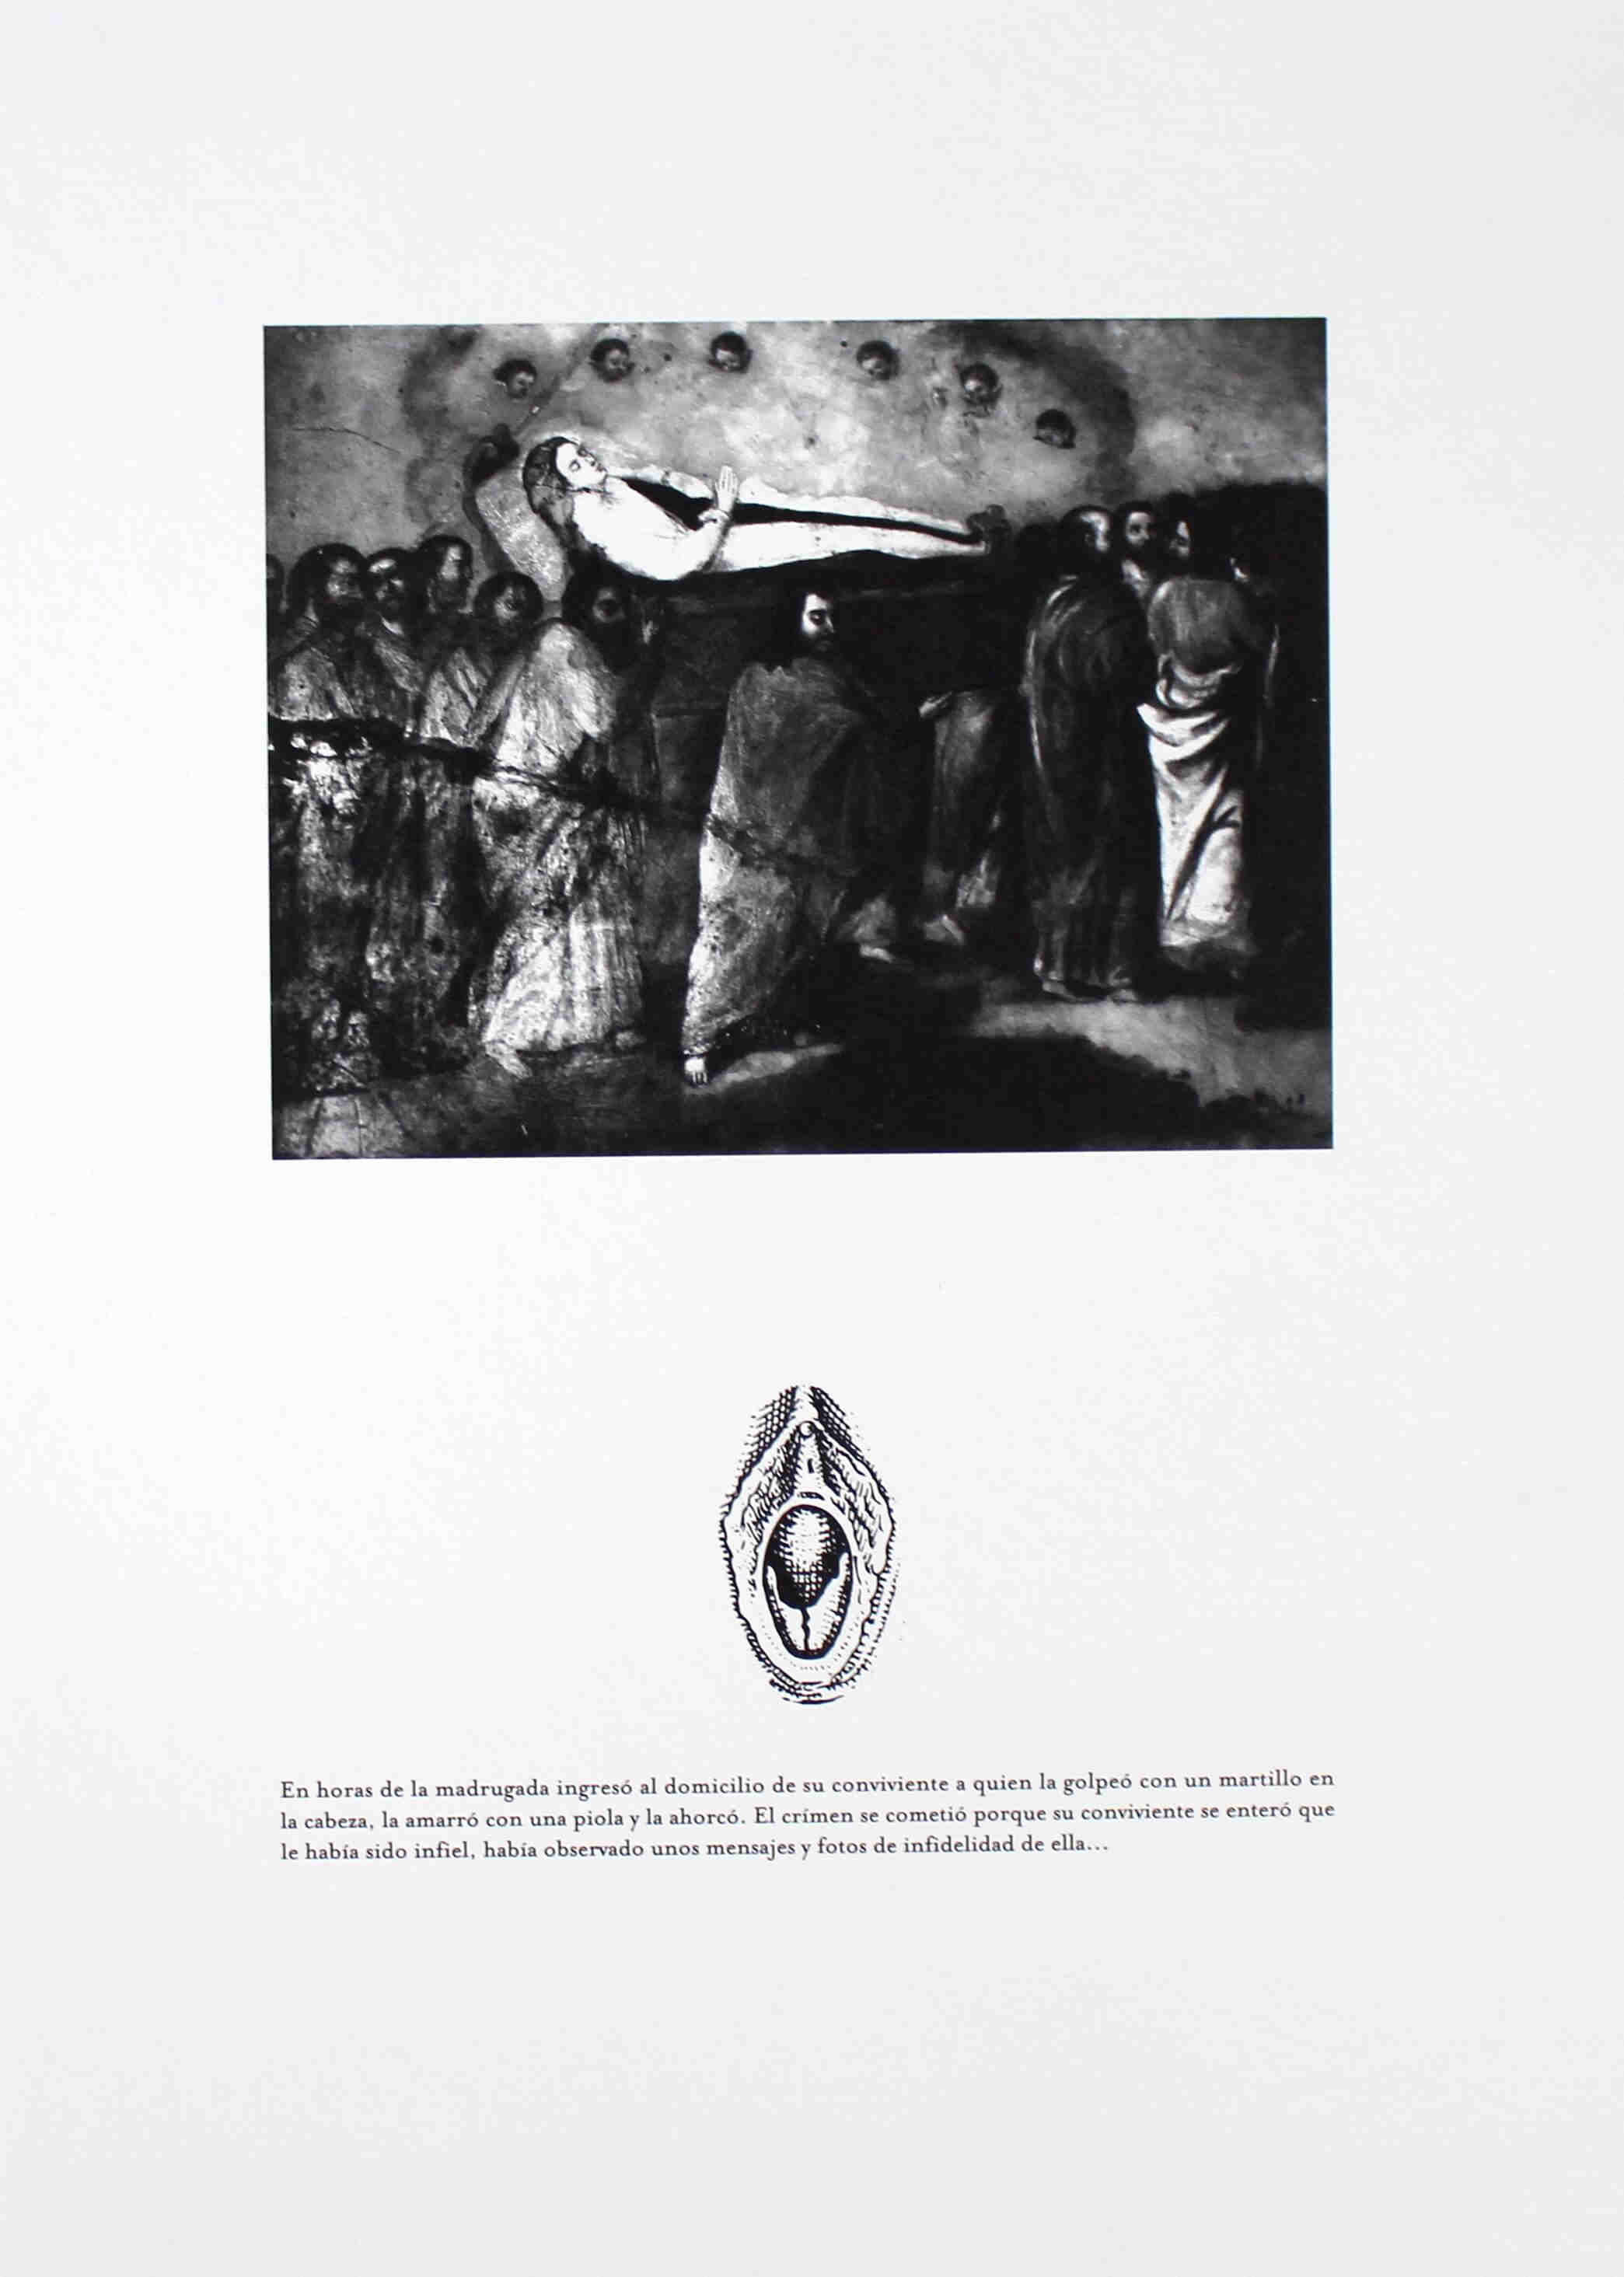 En horas de la madrugada ingresó al domicilio de su conviviente a quien la golpeó con un martillo en
la cabeza, la amarró con una piola y la ahorcó. El crímen se cometió porque su conviviente se enteró que
le había sido infiel, había observado unos mensajes y fotos de infidelidad de ella...